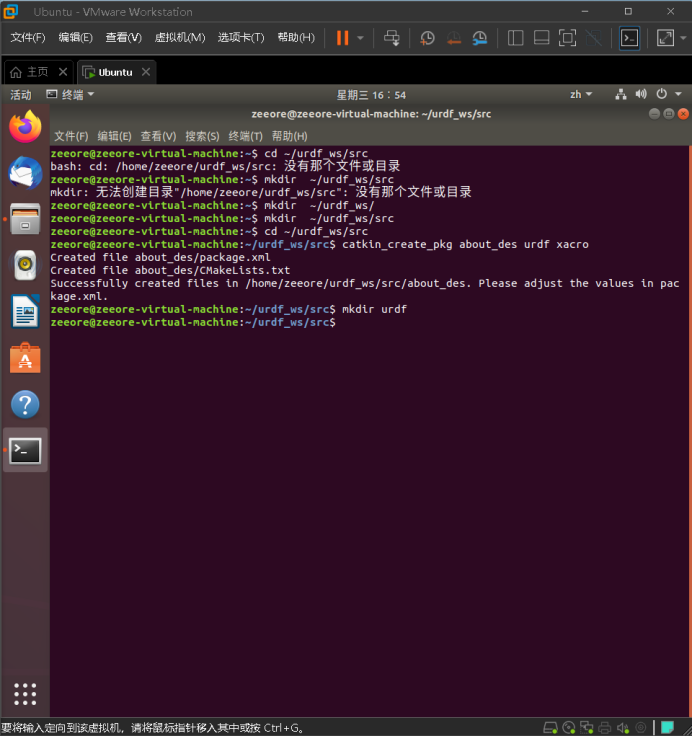 Ubuntu - VMware Workstation
文件(F) 编辑(E) 查看(V) 虚拟机(M) 选项卡(T) 帮助(H)
主页 Ubuntu
活动 终端 星期三 16：54 zh
zeeore@zeeore-virtual-machine: ~/urdf_ws/src
文件(F) 编辑(E) 查看(V) 搜索(S) 终端(T) 帮助(H)
zeeore@zeeore-virtual-machine:~$ cd ~/urdf_ws/src
bash: cd: /home/zeeore/urdf_ws/src: 没有那个文件或目录
zeeore@zeeore-virtual-machine:~$ mkdir  ~/urdf_ws/src
mkdir: 无法创建目录"/home/zeeore/urdf_ws/src": 没有那个文件或目录
zeeore@zeeore-virtual-machine:~$ mkdir  ~/urdf_ws/
zeeore@zeeore-virtual-machine:~$ mkdir  ~/urdf_ws/src
zeeore@zeeore-virtual-machine:~$ cd ~/urdf_ws/src
zeeore@zeeore-virtual-machine:~/urdf_ws/src$ catkin_create_pkg about_des urdf xacro
Created file about_des/package.xml
Created file about_des/CMakeLists.txt
Successfully created files in /home/zeeore/urdf_ws/src/about_des. Please adjust the values in pac
kage.xml.
zeeore@zeeore-virtual-machine:~/urdf_ws/src$ mkdir urdf
zeeore@zeeore-virtual-machine:~/urdf_ws/src$
要将输入定向到该虚拟机，请将鼠标指针移入其中或按 Ctrl+G。